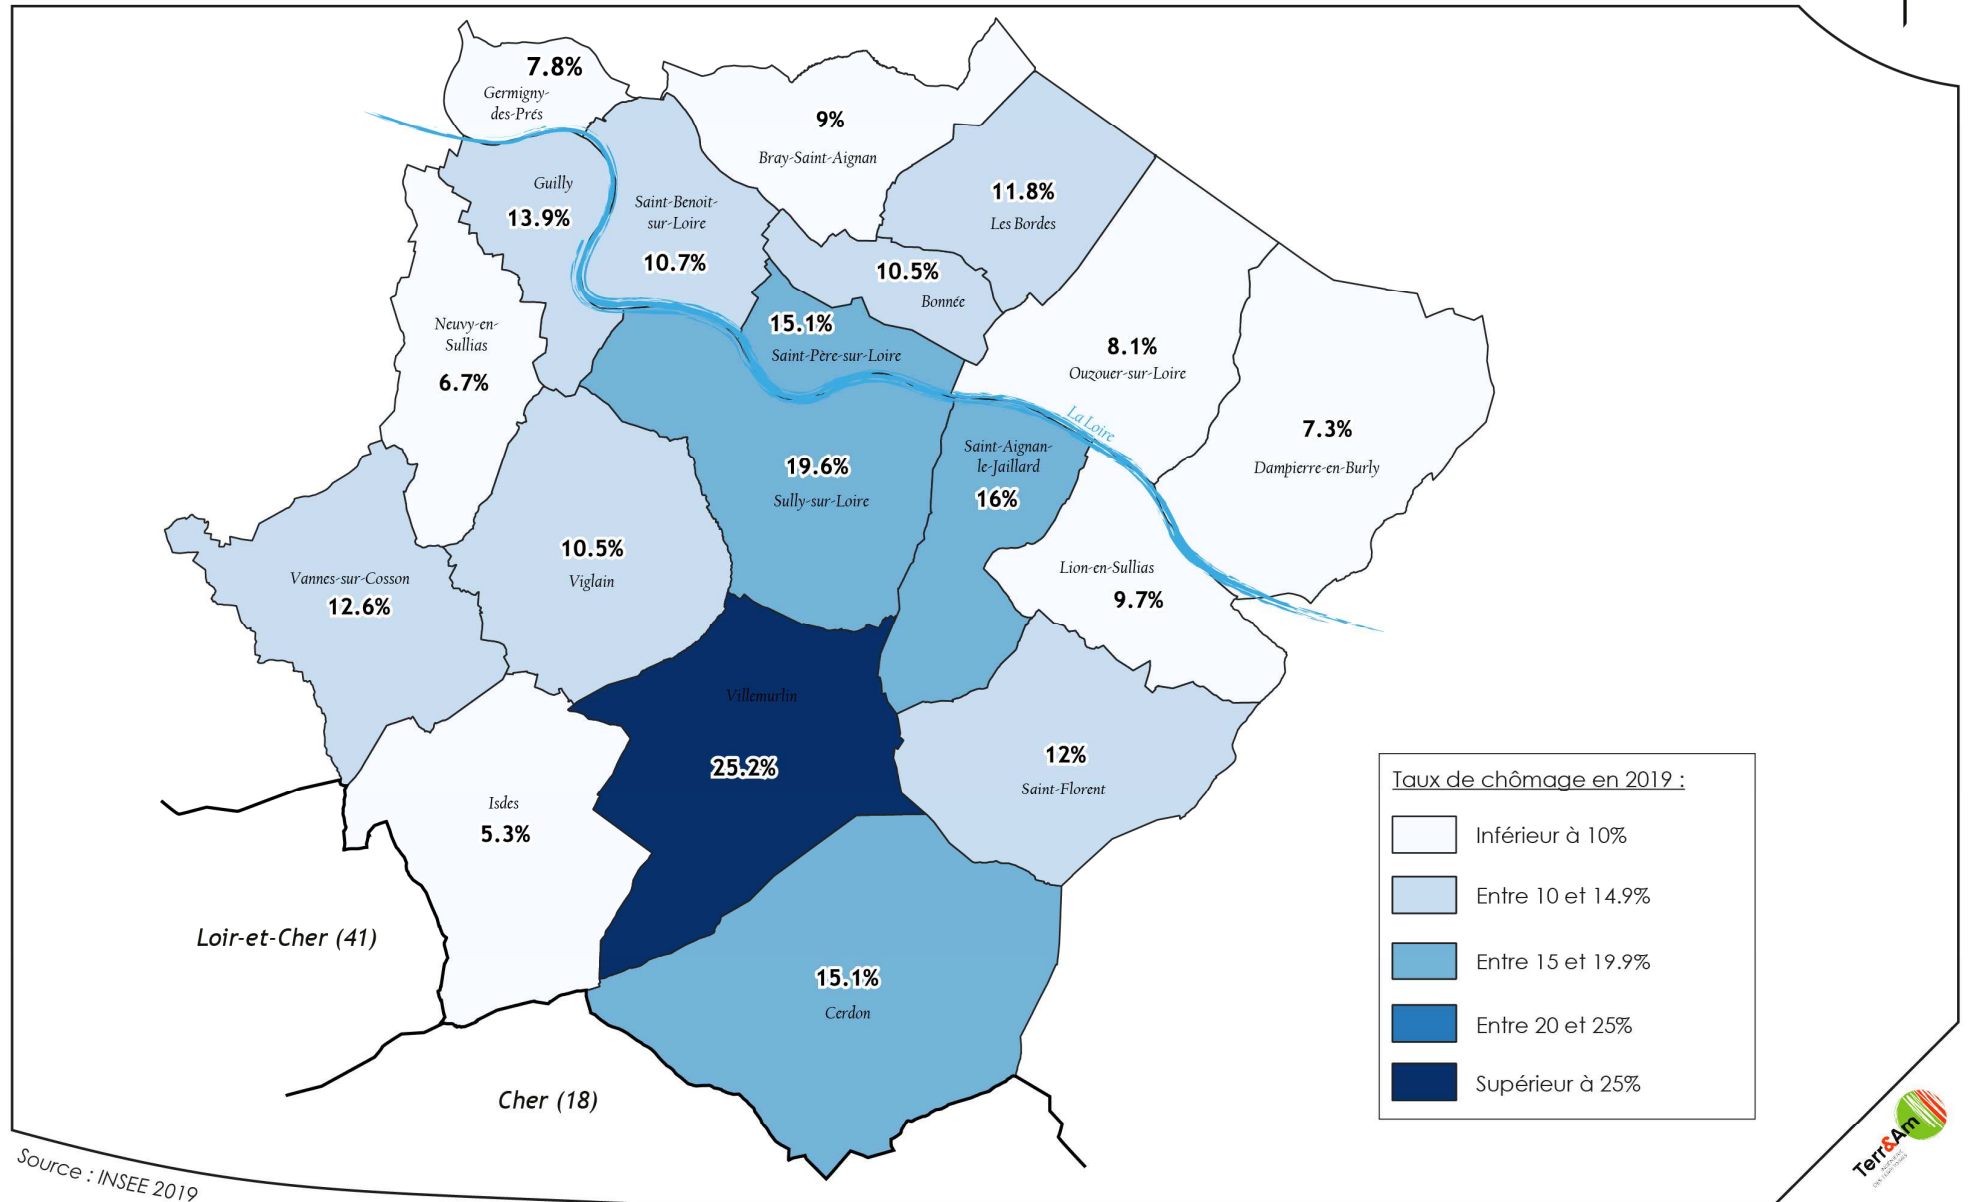 7.8%
Germigny-
des-Prés
9%
Bray-Saint-Aignan
Guilly
13.9%
Saint-Benoit-
sur-Loire
10.7%
11.8%
Les Bordes
10.5%
Bonnée
Neuvy-en-
Sullias
6.7%
15.1%
Saint-Père-sur-Loire
8.1%
Ouzouer-sur-Loire
La Loire
7.3%
Dampierre-en-Burly
19.6%
Sully-sur-Loire
Saint-Aignan-
le-Jaillard
16%
10.5%
Viglain
Vannes-sur-Cosson
12.6%
Lion-en-Sullias
9.7%
Villemurlin
25.2%
12%
Saint-Florent
Isdes
5.3%
15.1%
Cerdon
Loir-et-Cher (41)
Cher (18)
Taux de chômage en 2019 :
Inférieur à 10%
Entre 10 et 14.9%
Entre 15 et 19.9%
Entre 20 et 25%
Supérieur à 25%
Source : INSEE 2019
Terr&Am